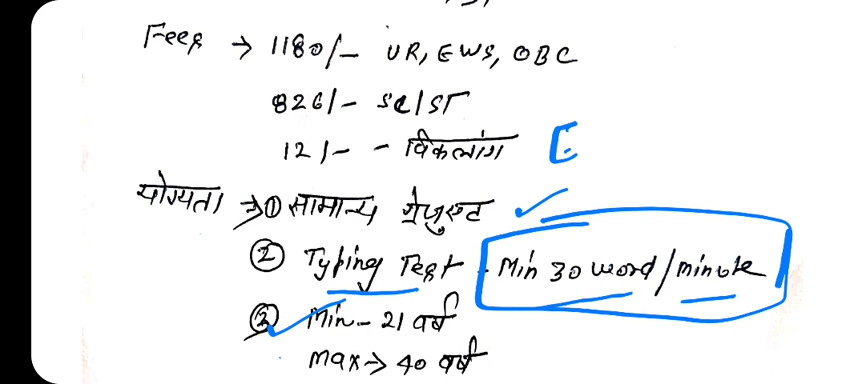 Fees → 1180/- UR, EWS, OBC
826/- SC/ST
12/- - विकलांग
योग्यता → ① सामान्य ग्रेजुएट
② Typing Test - Min 30 word/minute
③ Min - 21 वर्ष
Max → 40 वर्ष